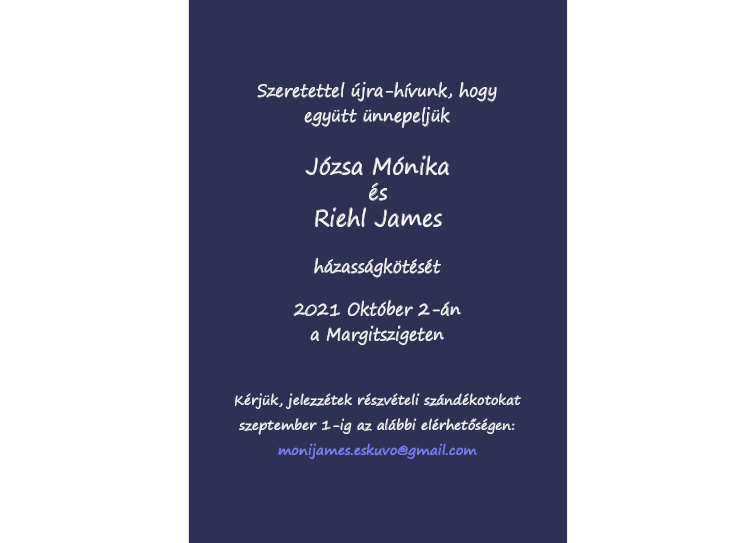 Szeretettel újra-hívunk, hogy
együtt ünnepeljük
Józsa Mónika
és
Riehl James
házasságkötését
2021 Október 2-án
a Margitszigeten
Kérjük, jelezzétek részvételi szándékotokat
szeptember 1-ig az alábbi elérhetőségen:
monijames.eskuvo@gmail.com